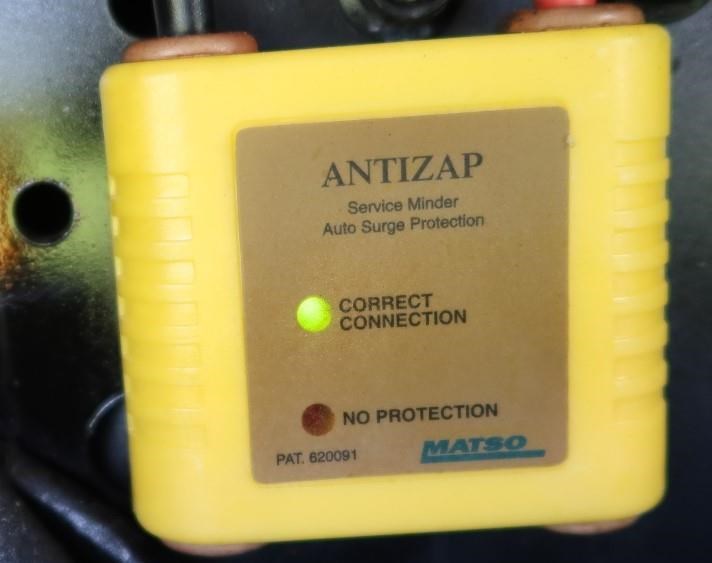 ANTIZAP
Service Minder
Auto Surge Protection
CORRECT
CONNECTION
NO PROTECTION
PAT. 620091 MATSO